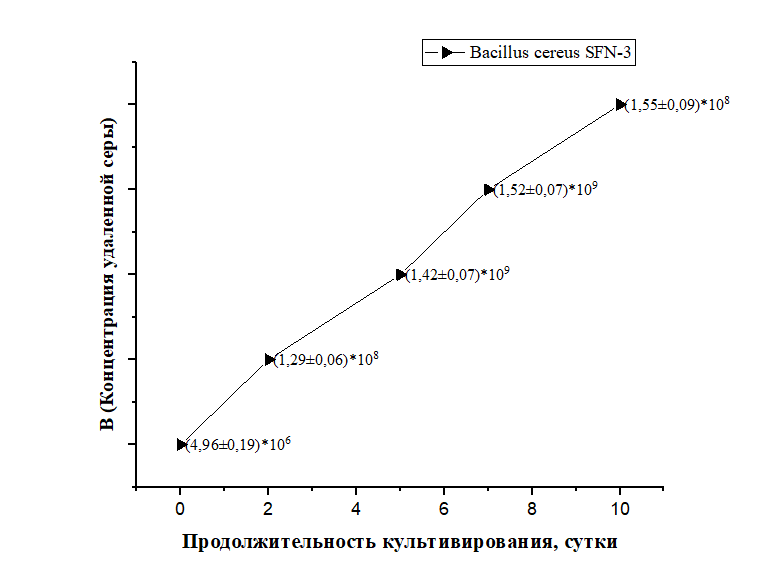 Bacillus cereus SFN-3
(1,55±0,09)*10⁸
(1,52±0,07)*10⁹
(1,42±0,07)*10⁹
(1,29±0,06)*10⁸
(4,96±0,19)*10⁶
В (Концентрация удаленной серы)
0 2 4 6 8 10
Продолжительность культивирования, сутки